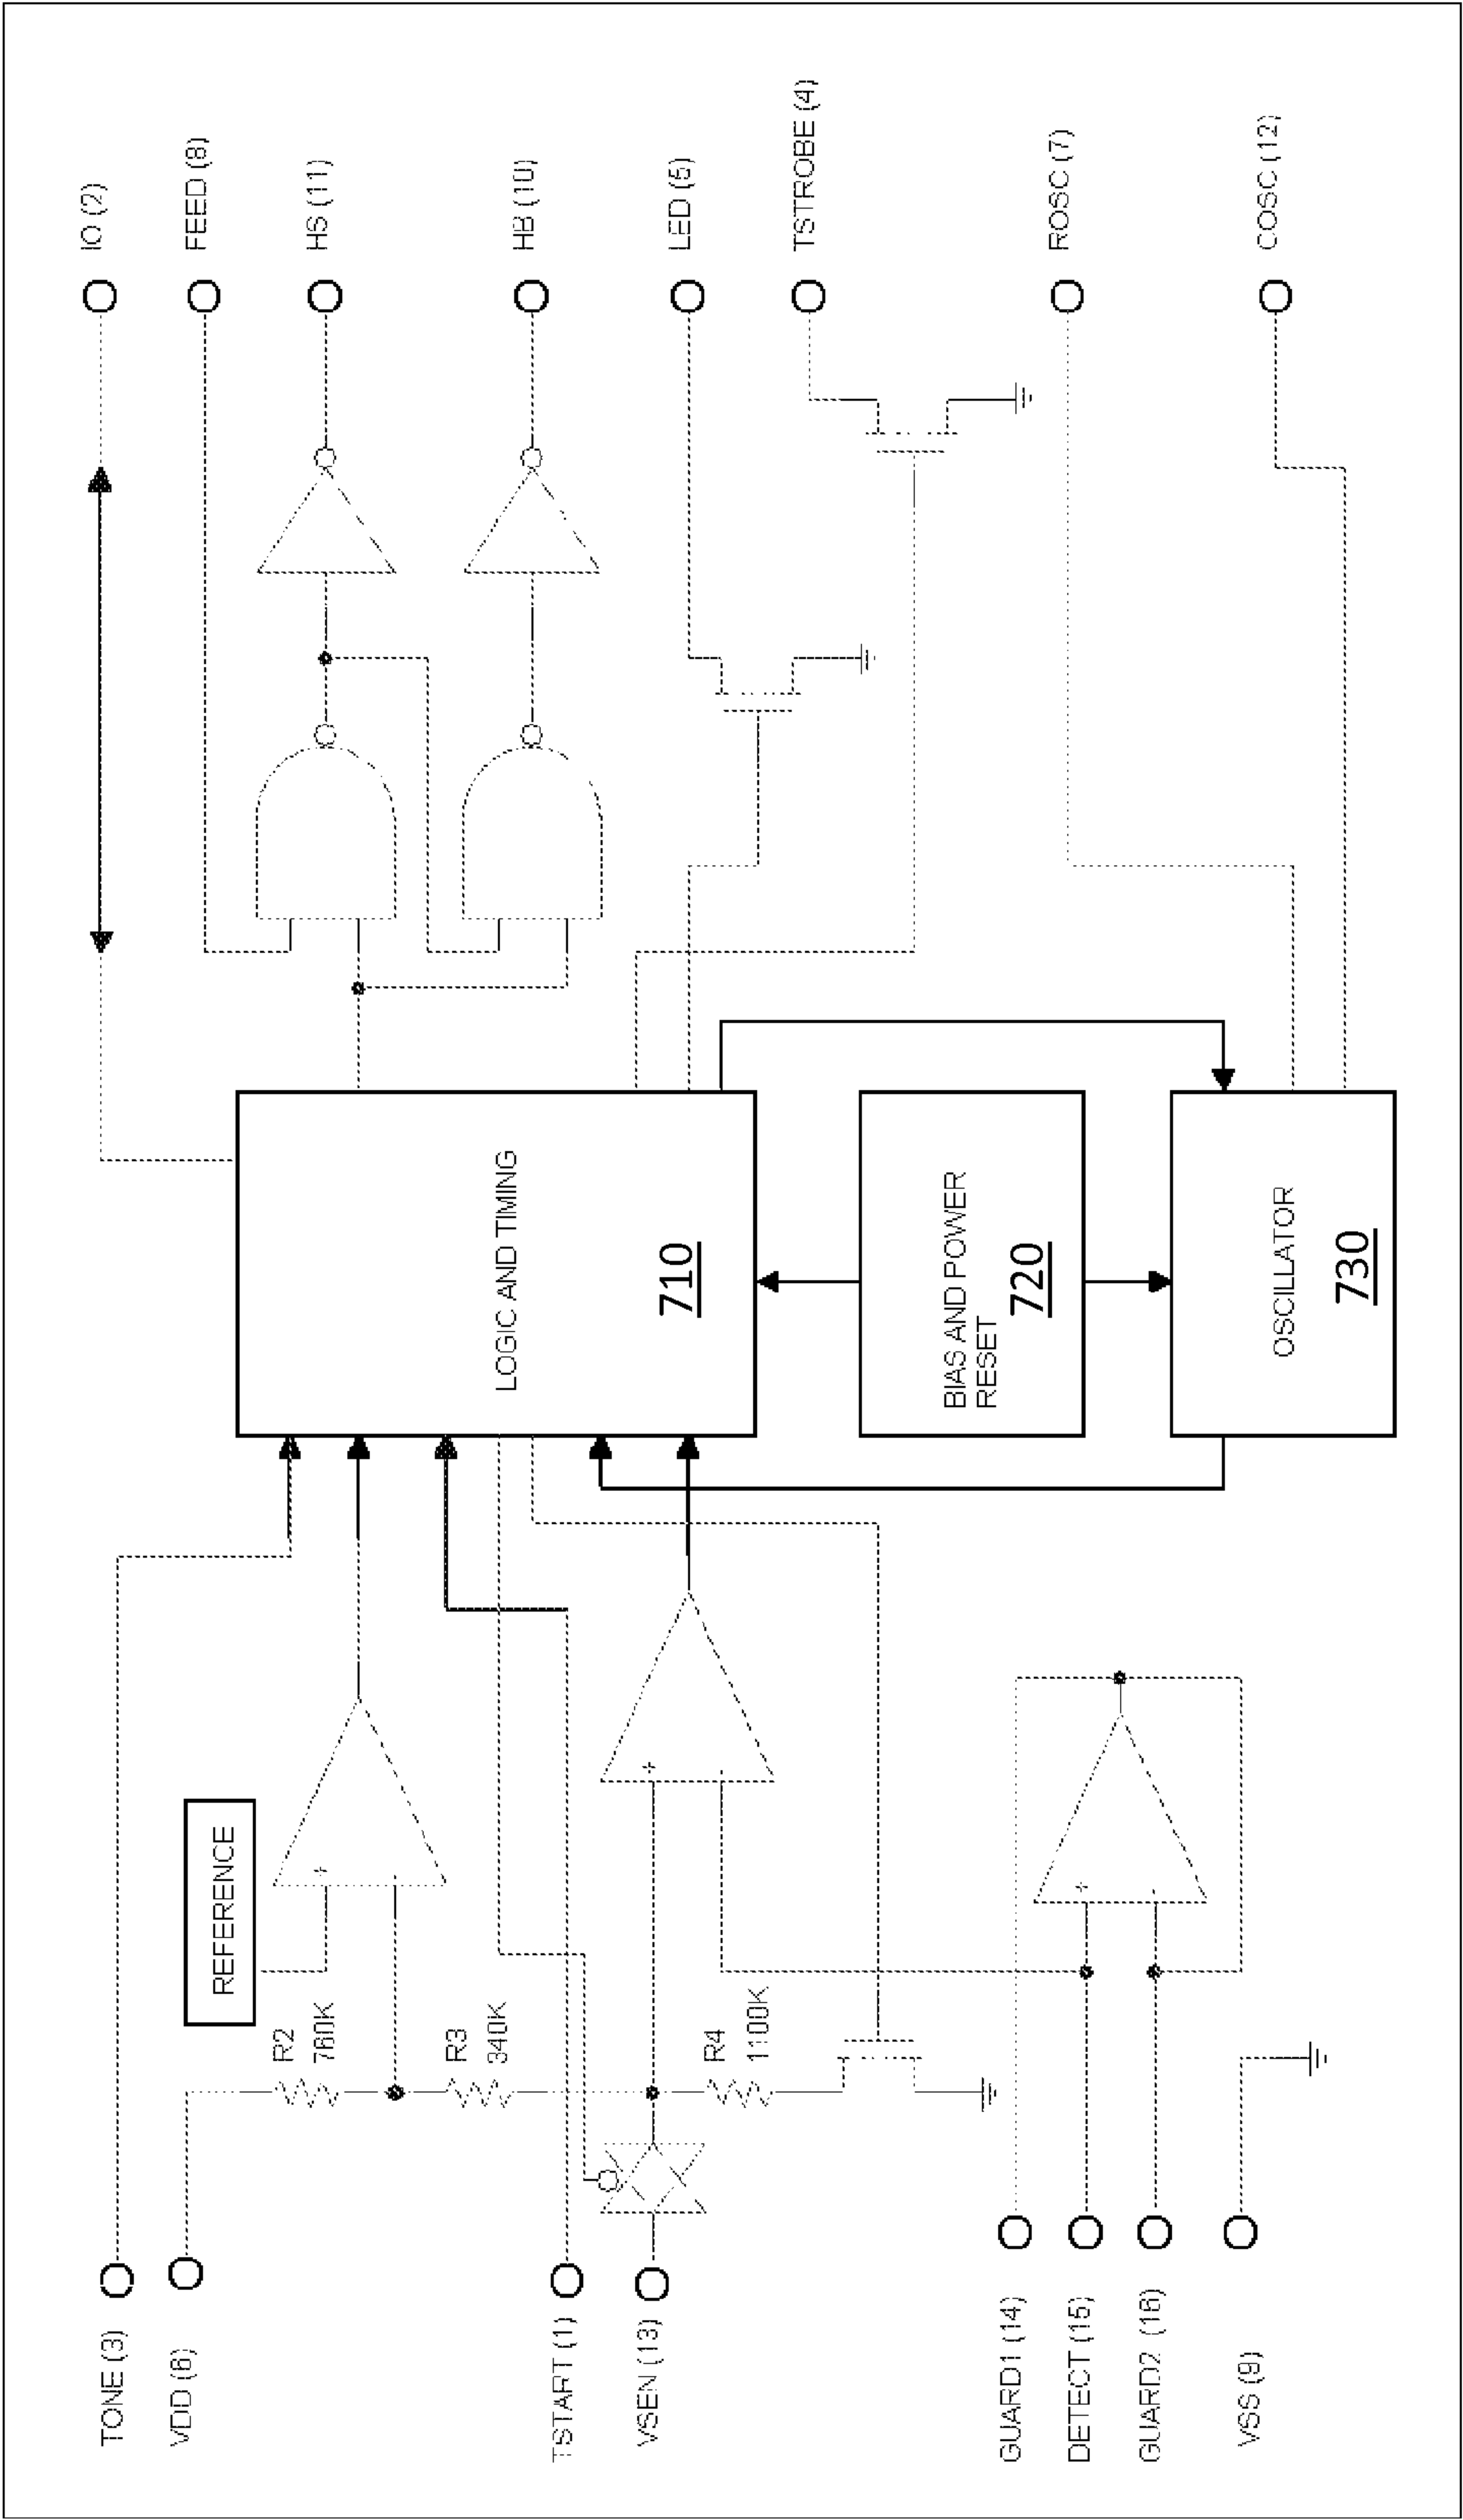 TONE (3)
VDD (6)
TSTART (1)
VSEN (13)
GUARD1 (14)
DETECT (15)
GUARD2 (16)
VSS (9)
REFERENCE
R2
760K
R3
340K
R4
1100K
+
-
+
-
+
-
LOGIC AND TIMING
710
BIAS AND POWER
RESET
720
OSCILLATOR
730
IO (2)
FEED (8)
HS (11)
HB (10)
LED (5)
TSTROBE (4)
ROSC (7)
COSC (12)